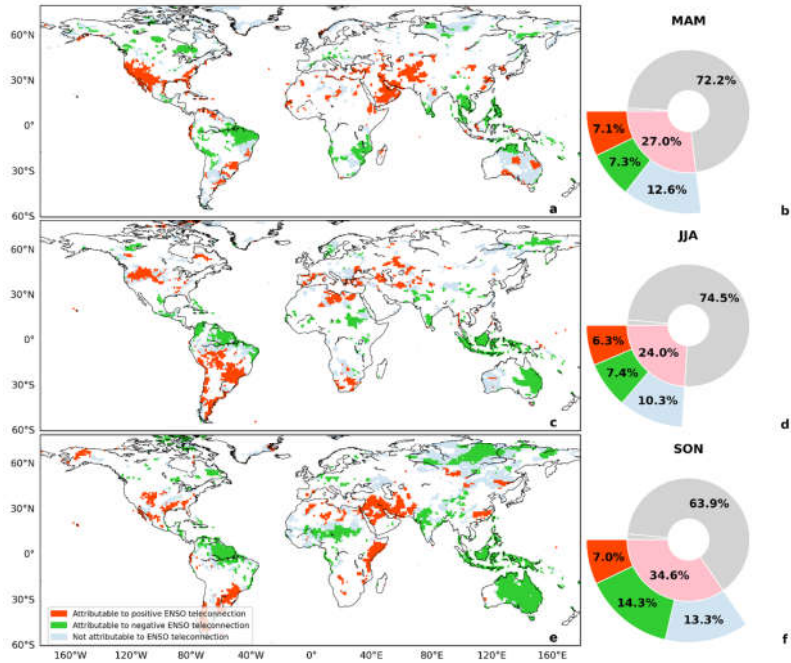 MAM
60°N
30°N
0°
30°S
60°S
a
72.2%
7.1%
27.0%
7.3%
12.6%
b
JJA
60°N
30°N
0°
30°S
60°S
c
74.5%
6.3%
24.0%
7.4%
10.3%
d
SON
60°N
30°N
0°
30°S
60°S
Attributable to positive ENSO teleconnection
Attributable to negative ENSO teleconnection
Not attributable to ENSO teleconnection
e
63.9%
7.0%
34.6%
14.3%
13.3%
f
160°W 120°W 80°W 40°W 0° 40°E 80°E 120°E 160°E